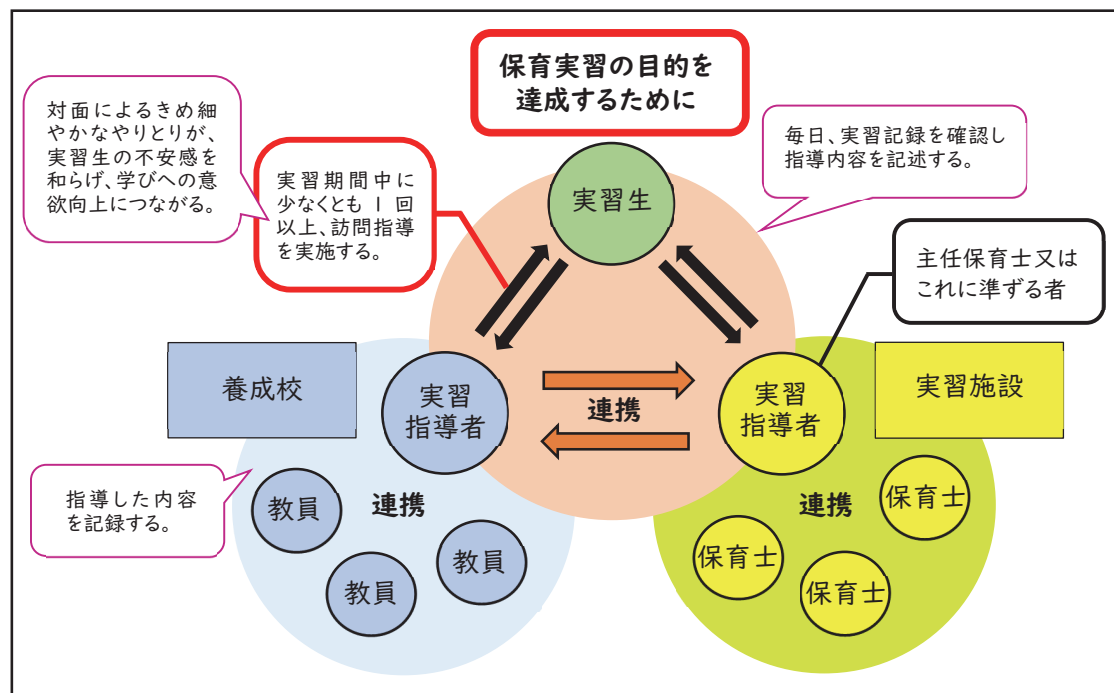 保育実習の目的を
達成するために
対面によるきめ細
やかなやりとりが、
実習生の不安感を
和らげ、学びへの意
欲向上につながる。
実習期間中に
少なくとも 1 回
以上、訪問指導
を実施する。
毎日、実習記録を確認し
指導内容を記述する。
実習生
主任保育士又は
これに準ずる者
養成校
実習
指導者
連携
実習
指導者
実習施設
指導した内容
を記録する。
教員
連携
教員
教員
連携
保育士
保育士
保育士